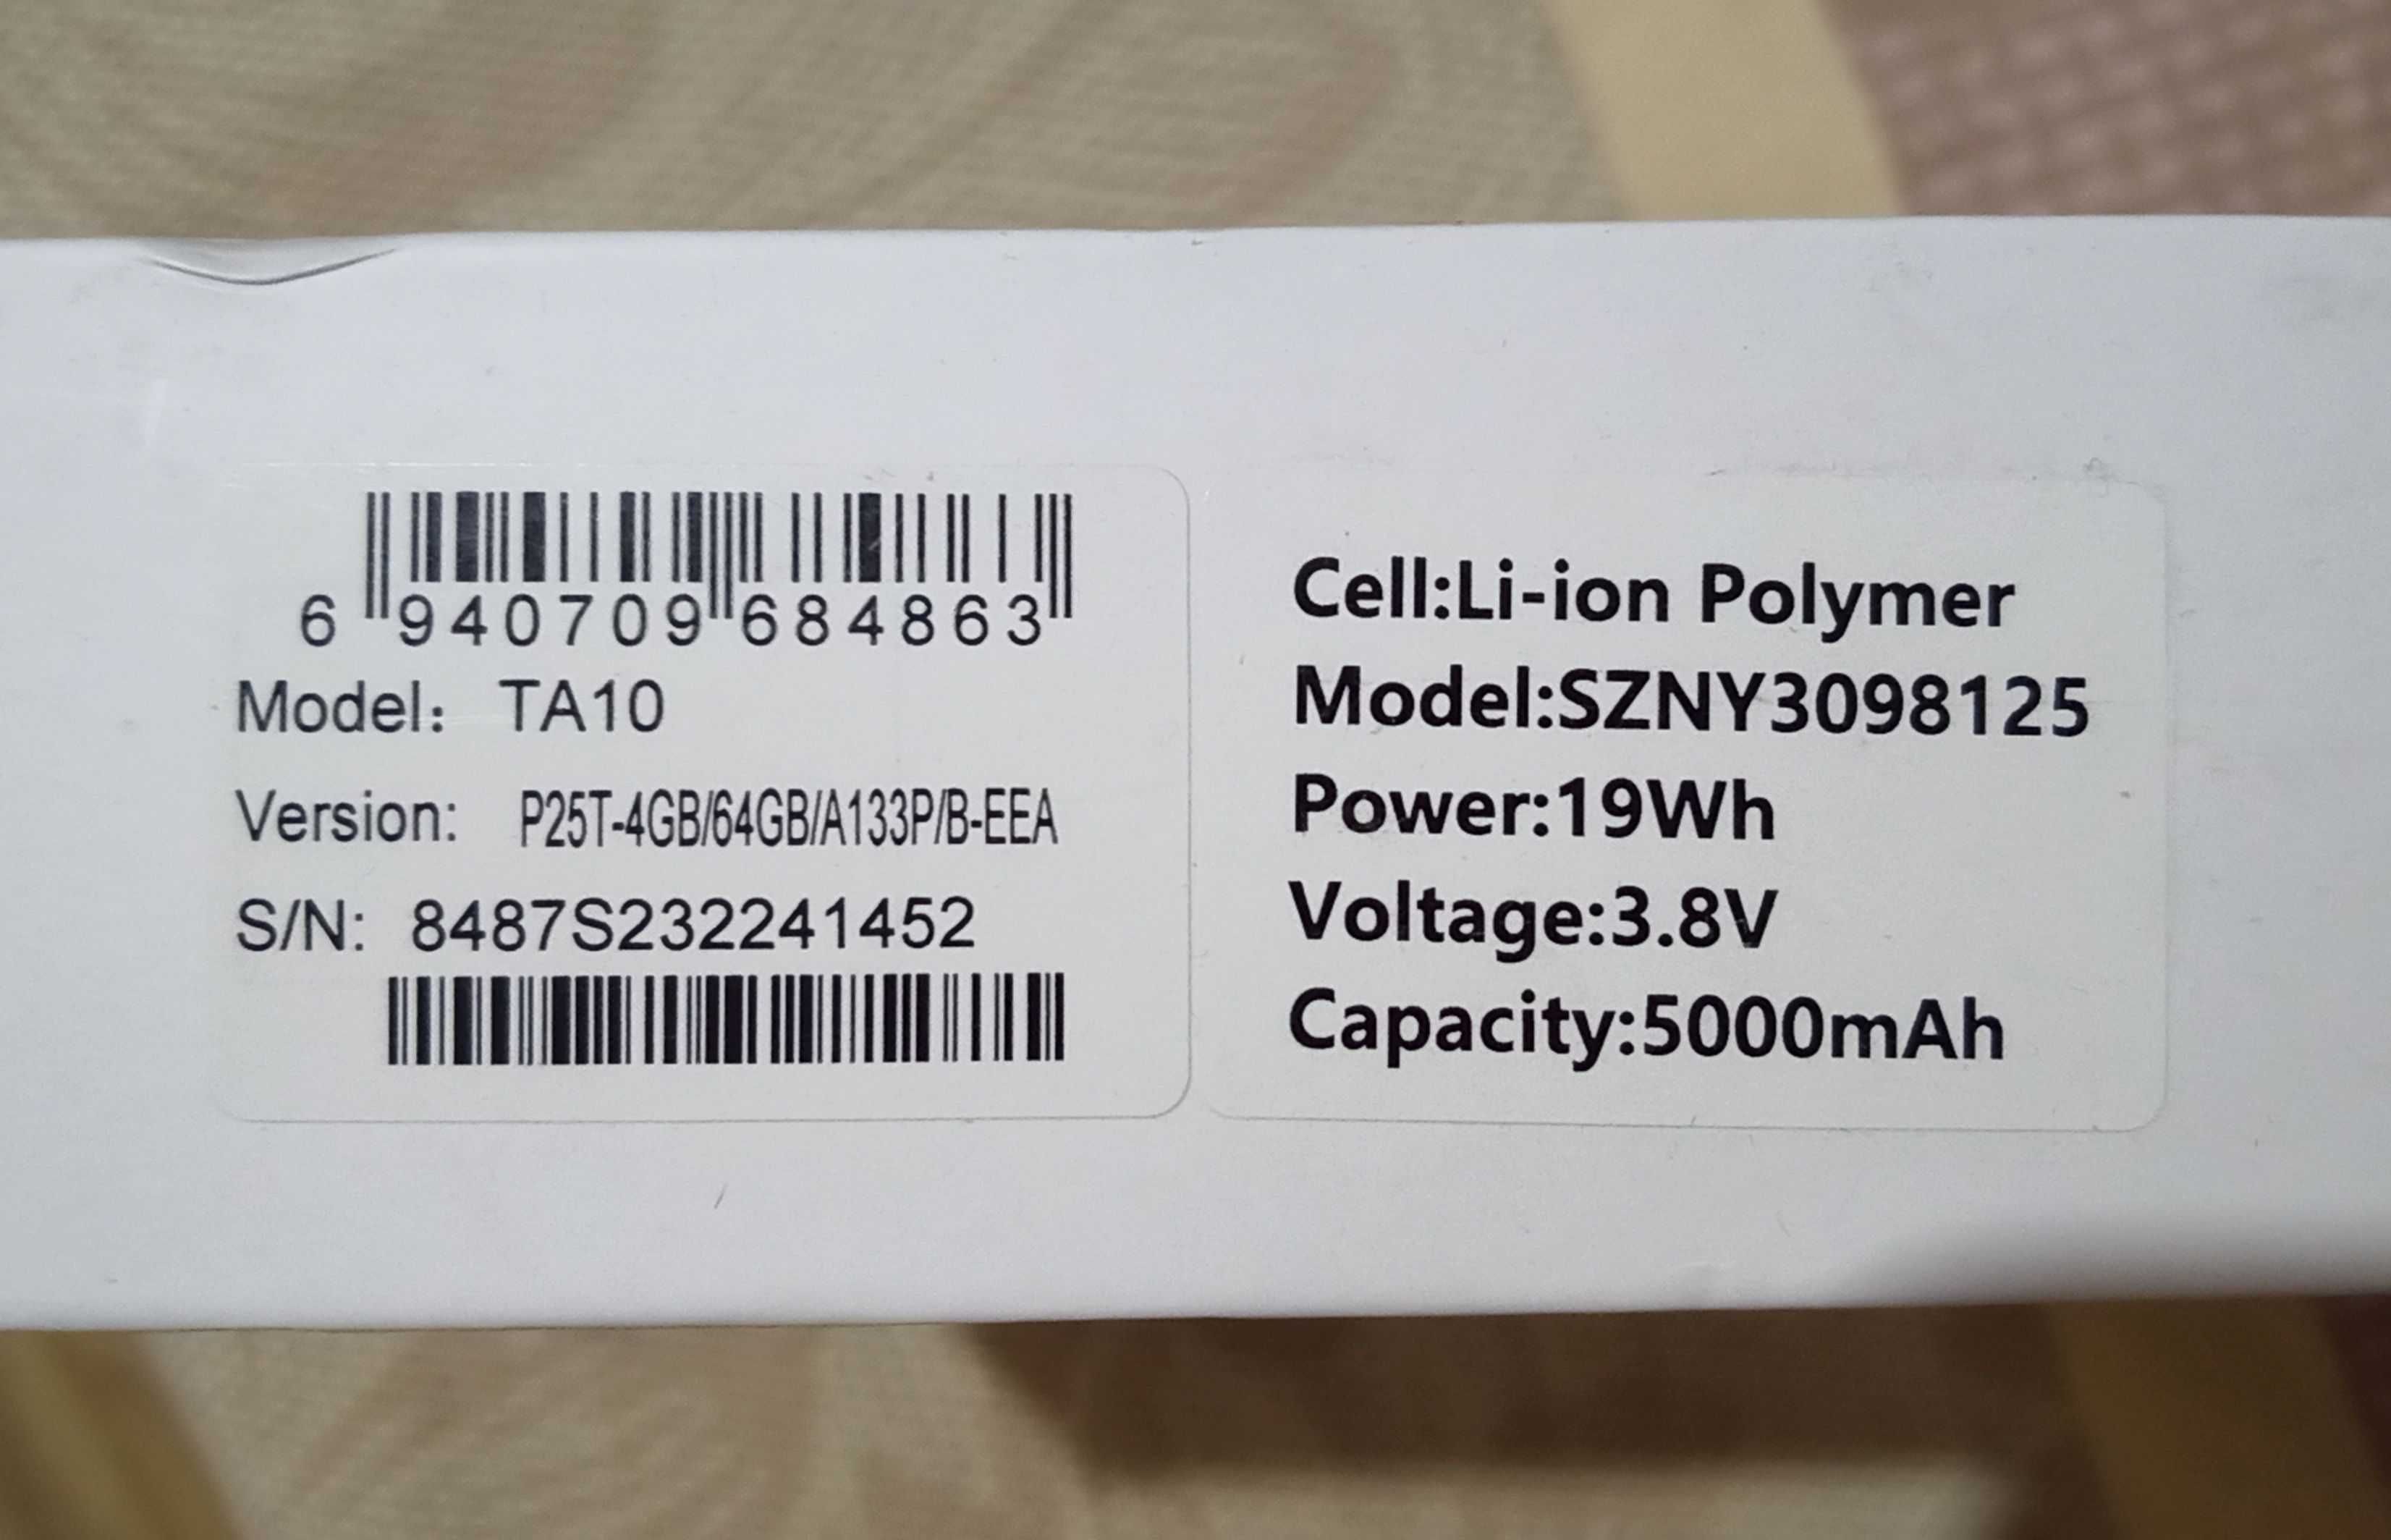 6 940709 684863
Model: TA10
Version: P25T-4GB/64GB/A133P/B-EEA
S/N: 8487S232241452
Cell:Li-ion Polymer
Model:SZNY3098125
Power:19Wh
Voltage:3.8V
Capacity:5000mAh